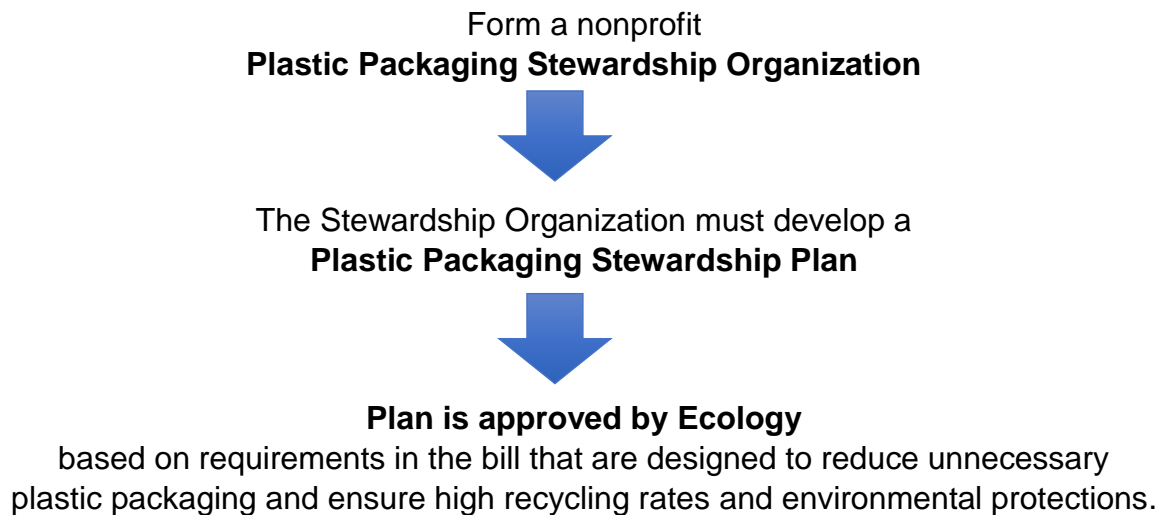 Form a nonprofit
Plastic Packaging Stewardship Organization
The Stewardship Organization must develop a
Plastic Packaging Stewardship Plan
Plan is approved by Ecology
based on requirements in the bill that are designed to reduce unnecessary
plastic packaging and ensure high recycling rates and environmental protections.